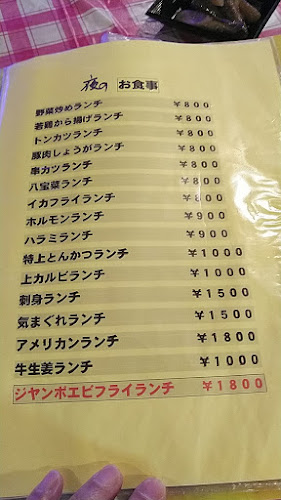 夜の お食事
野菜炒めランチ ￥８００
若鶏から揚げランチ ￥８００
トンカツランチ ￥８００
豚肉しょうがランチ ￥８００
串カツランチ ￥８００
八宝菜ランチ ￥８００
イカフライランチ ￥８００
ホルモンランチ ￥９００
ハラミランチ ￥９００
特上とんかつランチ ￥１０００
上カルビランチ ￥１０００
刺身ランチ ￥１５００
気まぐれランチ ￥１５００
アメリカンランチ ￥１８００
牛生姜ランチ ￥１０００
ジヤンボエビフライランチ ￥１８００